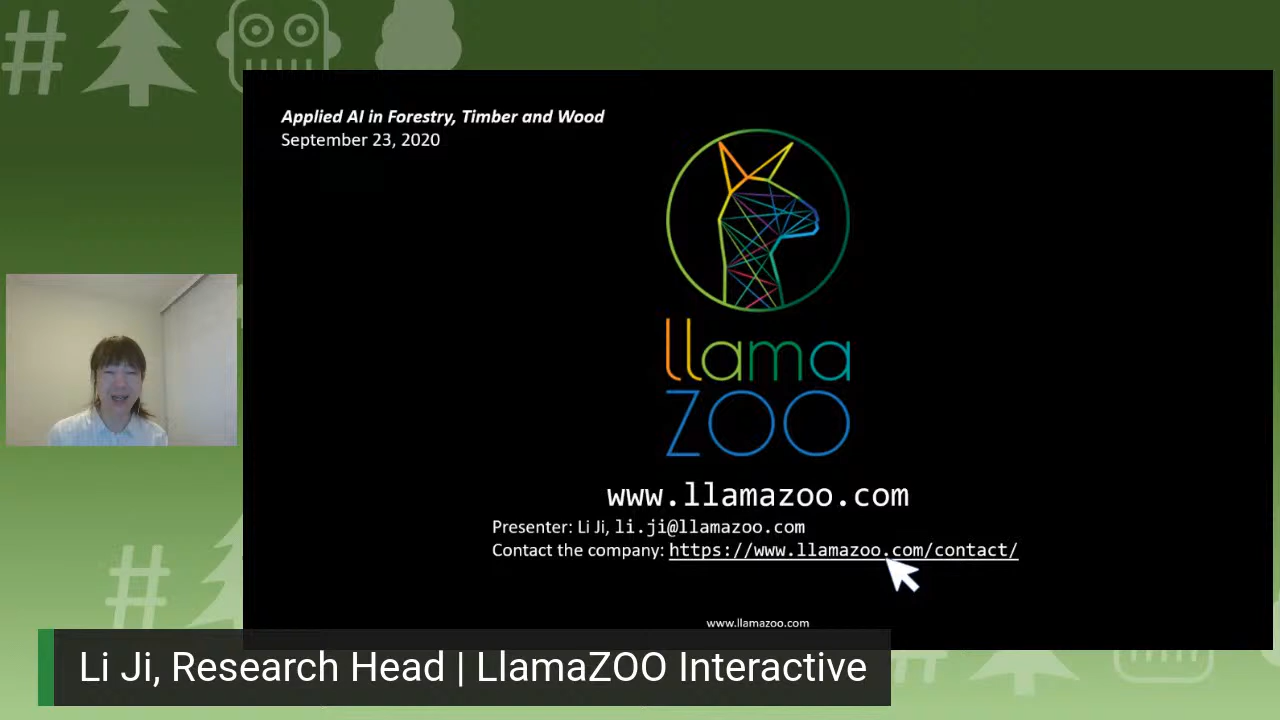 Applied AI in Forestry, Timber and Wood
September 23, 2020
llama
ZOO
www.llamazoo.com
Presenter: Li Ji, li.ji@llamazoo.com
Contact the company: https://www.llamazoo.com/contact/
www.llamazoo.com
Li Ji, Research Head | LlamaZOO Interactive